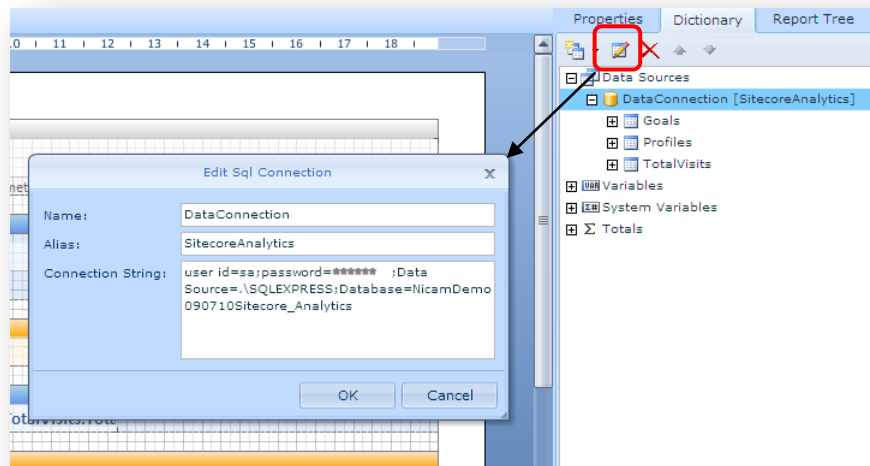 Properties Dictionary Report Tree
.0 11 12 13 14 15 16 17 18
Data Sources
DataConnection [SitecoreAnalytics]
Goals
Profiles
TotalVisits
Variables
System Variables
Totals
Edit Sql Connection
Name:
DataConnection
Alias:
SitecoreAnalytics
Connection String:
user id=sa;password=****** ;Data
Source=.\SQLEXPRESS;Database=NicamDemo
090710Sitecore_Analytics
OK Cancel